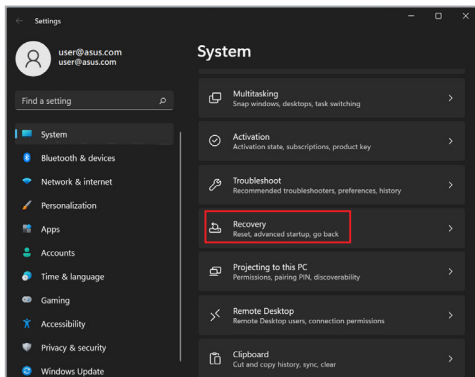 Settings
user@asus.com
user@asus.com
Find a setting
System
Bluetooth & devices
Network & internet
Personalization
Apps
Accounts
Time & language
Gaming
Accessibility
Privacy & security
Windows Update
System
Multitasking
Snap windows, desktops, task switching
Activation
Activation state, subscriptions, product key
Troubleshoot
Recommended troubleshooters, preferences, history
Recovery
Reset, advanced startup, go back
Projecting to this PC
Permissions, pairing PIN, discoverability
Remote Desktop
Remote Desktop users, connection permissions
Clipboard
Cut and copy history, sync, clear